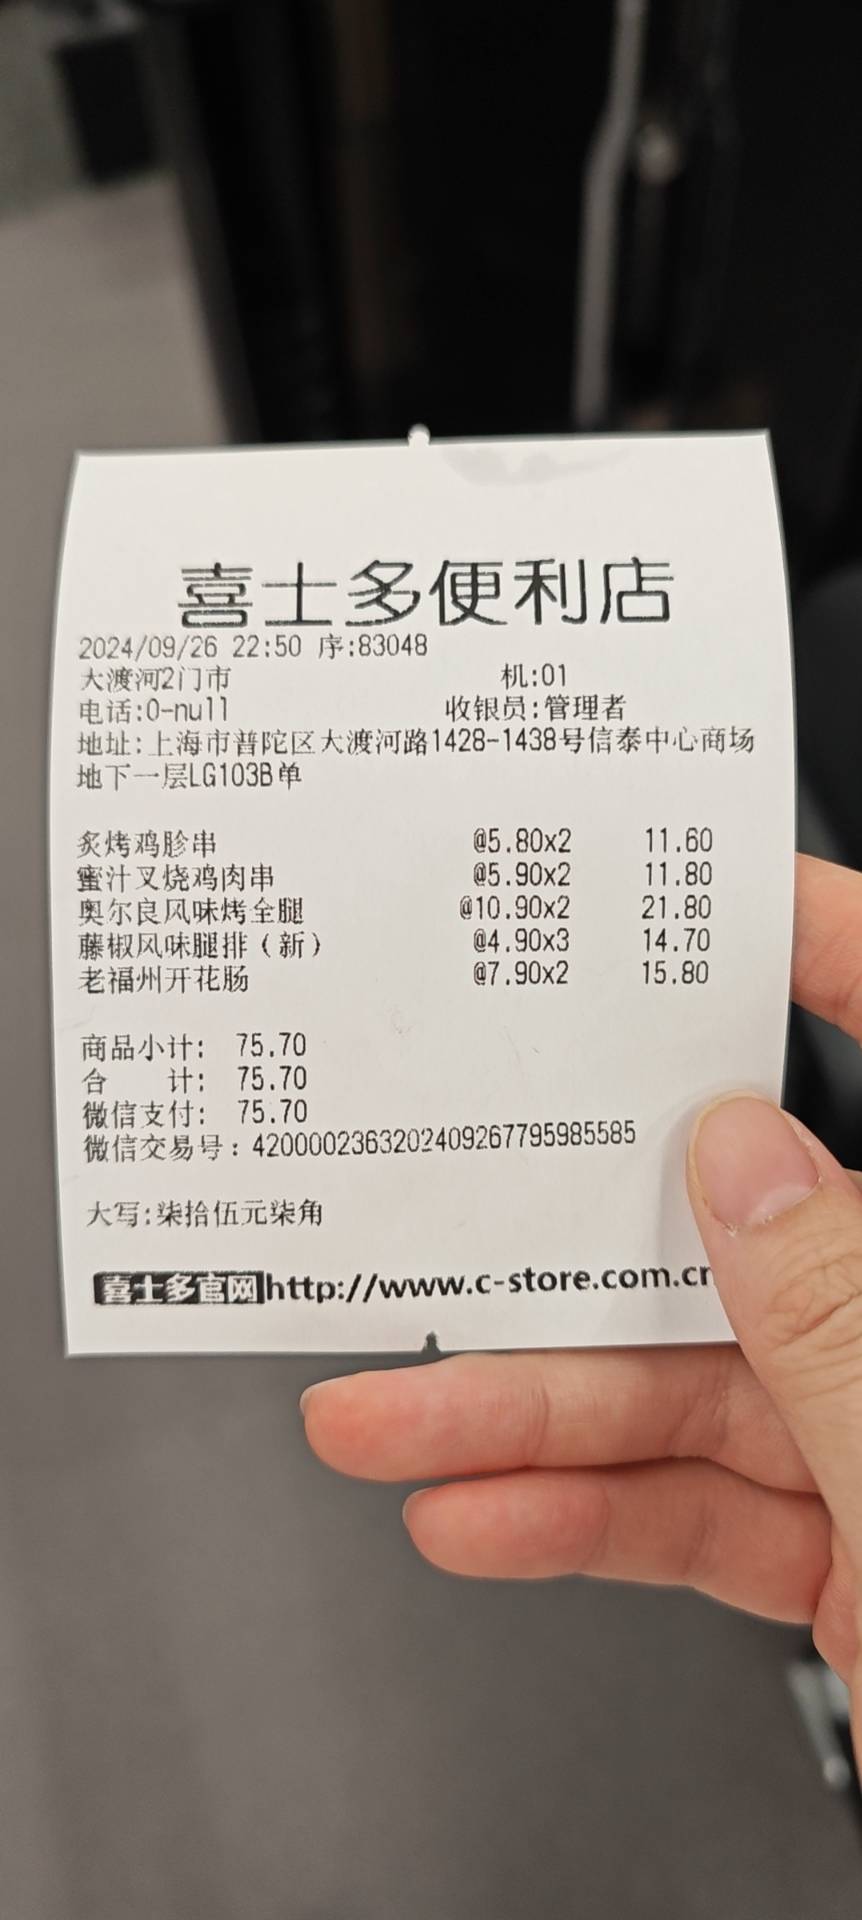 喜士多便利店
2024/09/26 22:50 序:83048
大渡河2门市 机:01
电话:0-null 收银员:管理者
地址:上海市普陀区大渡河路1428-1438号信泰中心商场
地下一层LG103B单
炙烤鸡胗串 @5.80x2 11.60
蜜汁叉烧鸡肉串 @5.90x2 11.80
奥尔良风味烤全腿 @10.90x2 21.80
藤椒风味腿排（新） @4.90x3 14.70
老福州开花肠 @7.90x2 15.80
商品小计: 75.70
合 计: 75.70
微信支付: 75.70
微信交易号: 4200002363202409267795985585
大写:柒拾伍元柒角
喜士多官网http://www.c-store.com.cn